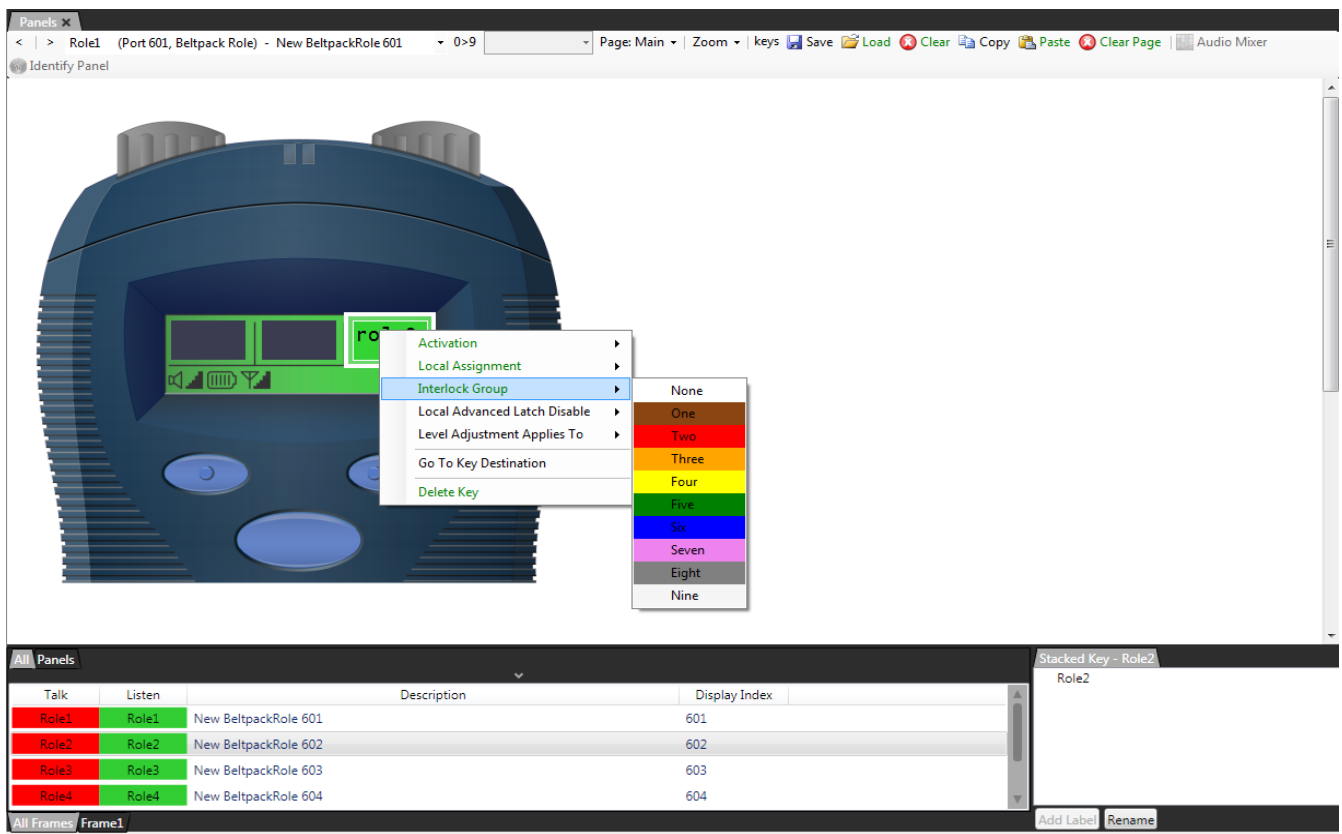 Panels ×
< | > Role1 (Port 601, Beltpack Role) - New BeltpackRole 601 0>9 Page: Main Zoom keys Save Load Clear Copy Paste Clear Page Audio Mixer
Identify Panel
Activation
Local Assignment
Interlock Group
Local Advanced Latch Disable
Level Adjustment Applies To
Go To Key Destination
Delete Key
None
One
Two
Three
Four
Five
Six
Seven
Eight
Nine
All Panels
Talk Listen Description Display Index
Role1 Role1 New BeltpackRole 601 601
Role2 Role2 New BeltpackRole 602 602
Role3 Role3 New BeltpackRole 603 603
Role4 Role4 New BeltpackRole 604 604
All Frames Frame1
Stacked Key - Role2
Role2
Add Label Rename